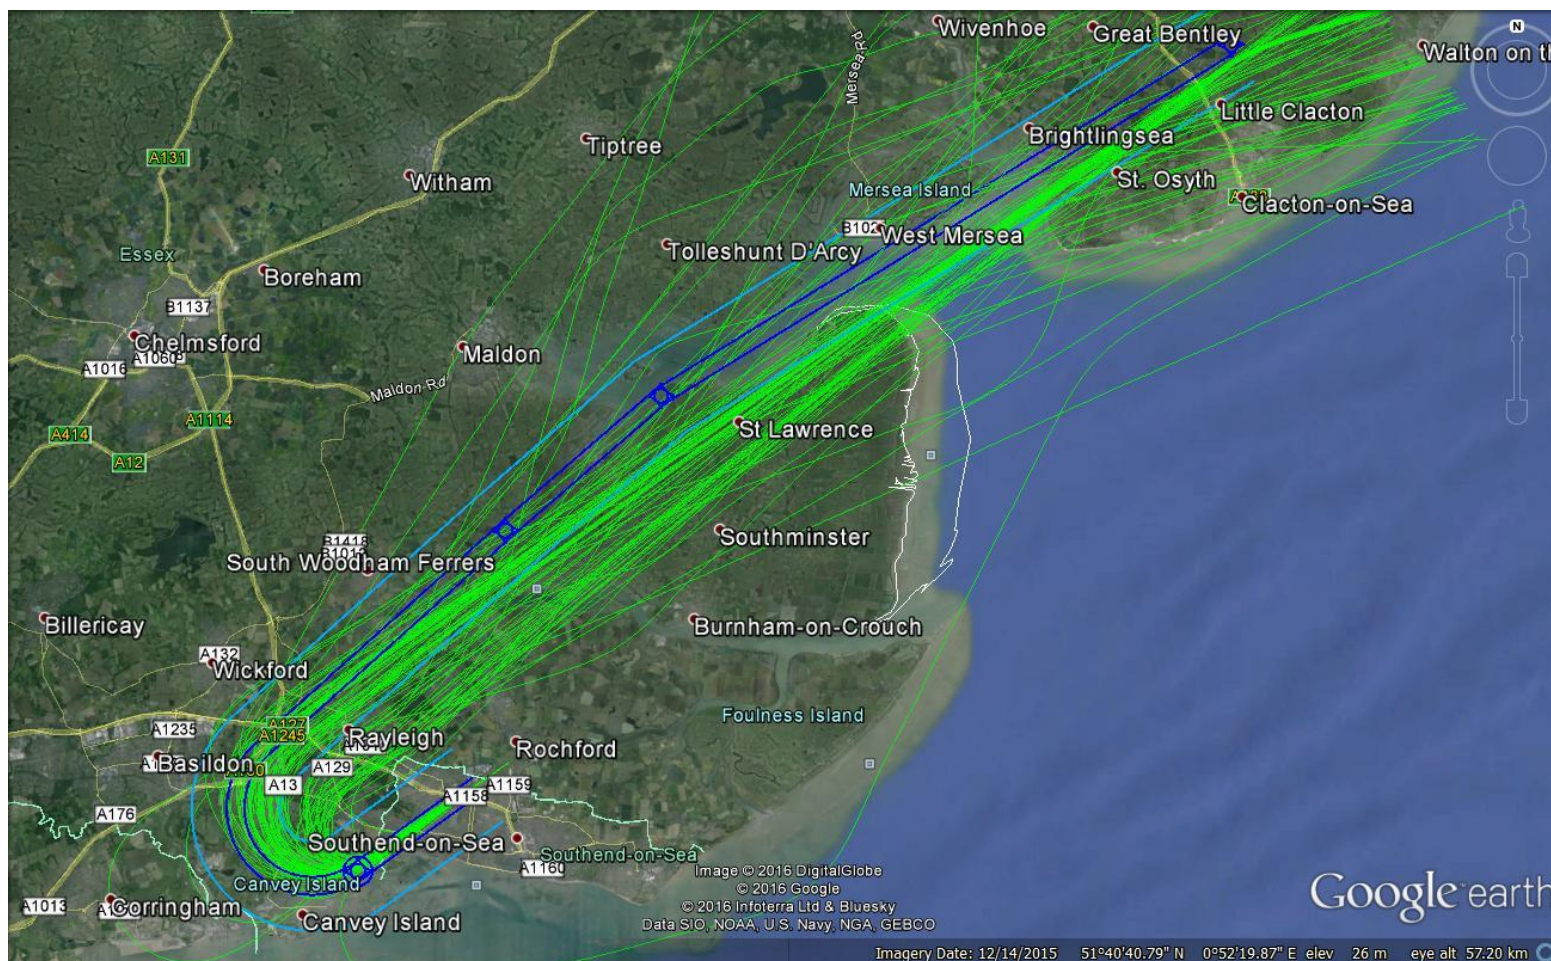 Wivenhoe
Great Bentley
Walton on th
N
Mersea Rd
Little Clacton
Tiptree
Brightlingsea
A131
Witham
St. Osyth
Mersea Island
Clacton-on-Sea
B102
West Mersea
Tolleshunt D'Arcy
Essex
Boreham
B1137
Chelmsford
A1060
A1016
Maldon
Maldon Rd
A1114
A414
A12
St Lawrence
Southminster
B1418
B1012
South Woodham Ferrers
Billericay
Burnham-on-Crouch
A132
Wickford
Foulness Island
A127
A1245
A1235
Rayleigh
Rochford
Basildon
A129
A13
A1159
A1158
A176
Southend-on-Sea
Southend-on-Sea
A1160
Canvey Island
Image © 2016 DigitalGlobe
© 2016 Google
© 2016 Infoterra Ltd & Bluesky
Data SIO, NOAA, U.S. Navy, NGA, GEBCO
Google earth
A1013
Corringham
Canvey Island
Imagery Date: 12/14/2015 51°40'40.79" N 0°52'19.87" E elev 26 m eye alt 57.20 km